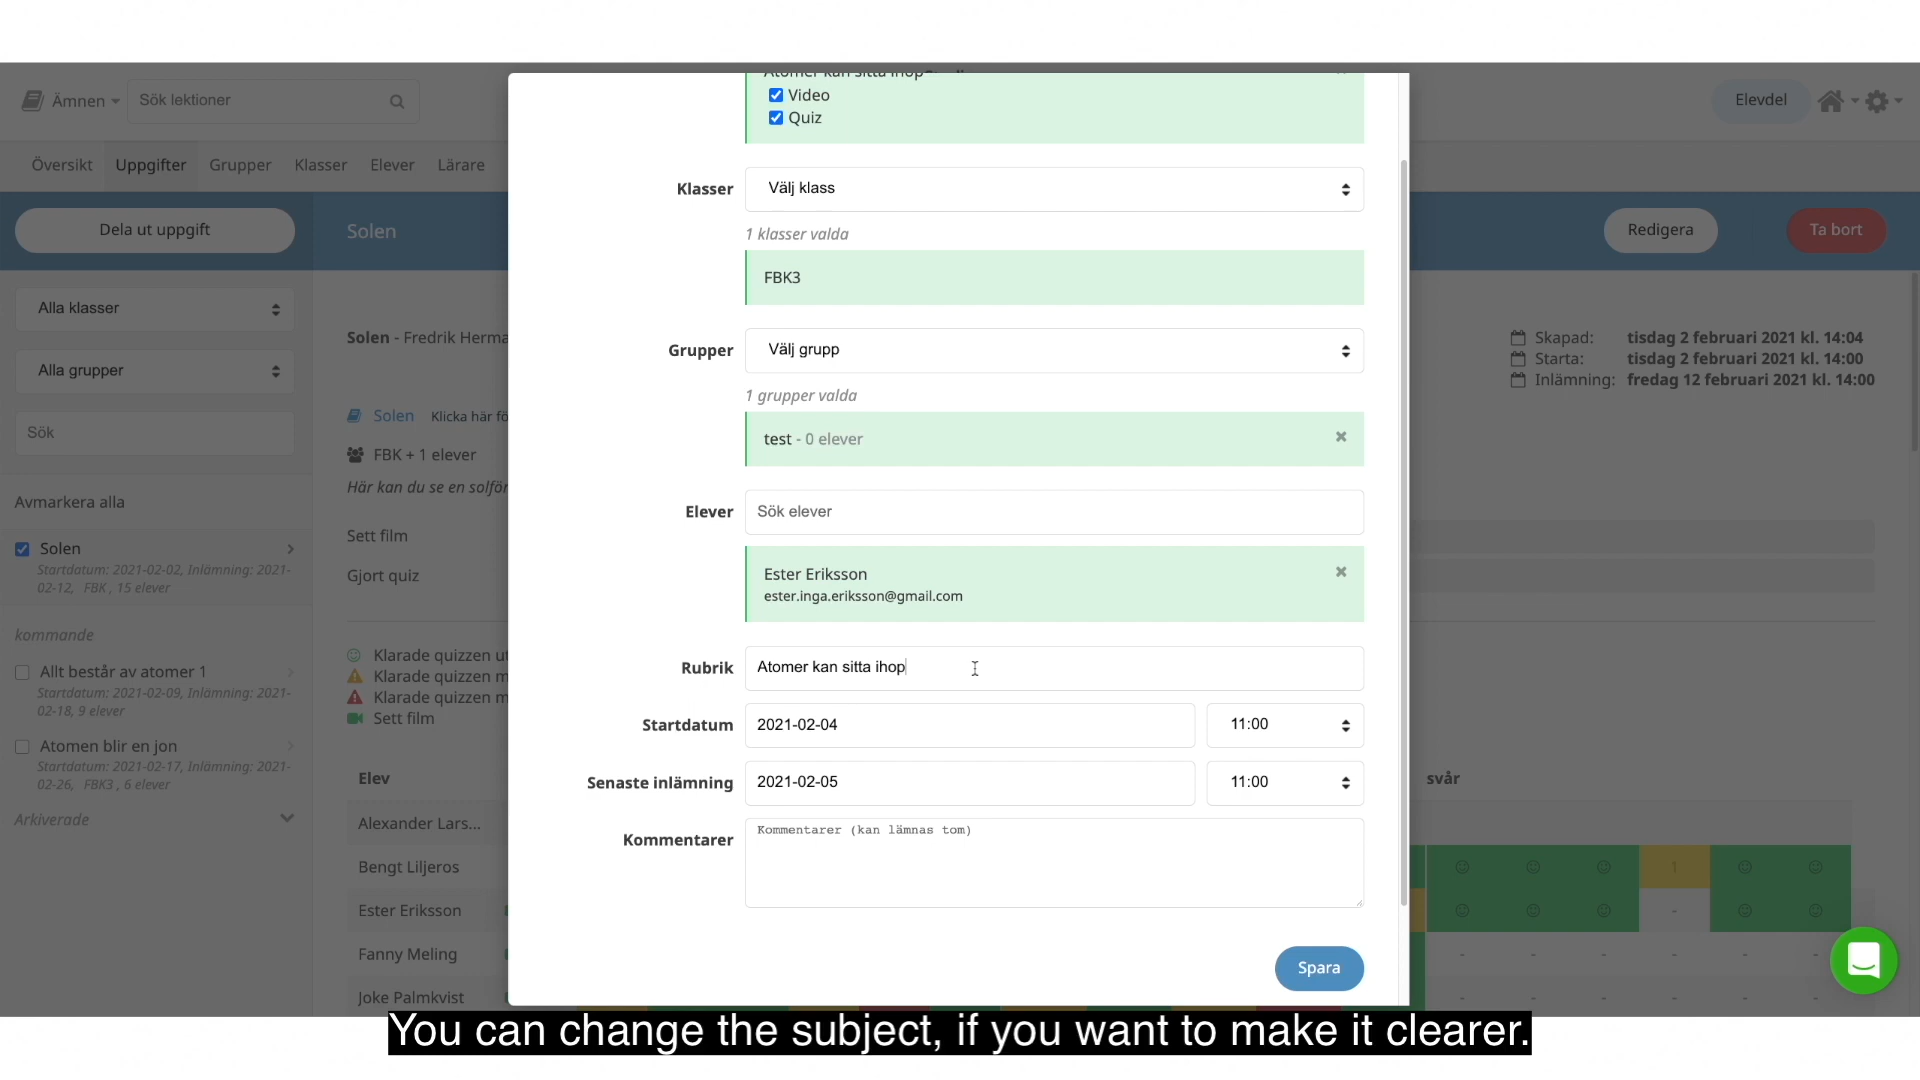 Ämnen
Sök lektioner
Elevdel
Översikt
Uppgifter
Grupper
Klasser
Elever
Lärare
Dela ut uppgift
Solen
Redigera
Ta bort
Alla klasser
Alla grupper
Sök
Avmarkera alla
Solen
Startdatum: 2021-02-02, Inlämning: 2021-
02-12, FBK, 15 elever
kommande
Allt består av atomer 1
Startdatum: 2021-02-09, Inlämning: 2021-
02-18, 9 elever
Atomen blir en jon
Startdatum: 2021-02-17, Inlämning: 2021-
02-26, FBK3, 6 elever
Arkiverade
Solen - Fredrik Herma
Solen Klicka här fö
FBK + 1 elever
Här kan du se en solför
Sett film
Gjort quiz
Klarade quizzen ut
Klarade quizzen m
Klarade quizzen m
Sett film
Elev
Alexander Lars...
Bengt Liljeros
Ester Eriksson
Fanny Meling
Joke Palmkvist
Atomer kan sitta ihop
Video
Quiz
Klasser
Välj klass
1 klasser valda
FBK3
Grupper
Välj grupp
1 grupper valda
test - 0 elever
Elever
Sök elever
Ester Eriksson
ester.inga.eriksson@gmail.com
Rubrik
Atomer kan sitta ihop
Startdatum
2021-02-04
11:00
Senaste inlämning
2021-02-05
11:00
Kommentarer
Kommentarer (kan lämnas tom)
Spara
Skapad: tisdag 2 februari 2021 kl. 14:04
Starta: tisdag 2 februari 2021 kl. 14:00
Inlämning: fredag 12 februari 2021 kl. 14:00
svår
1
-
- - - - - -
- - - - - -
You can change the subject, if you want to make it clearer.